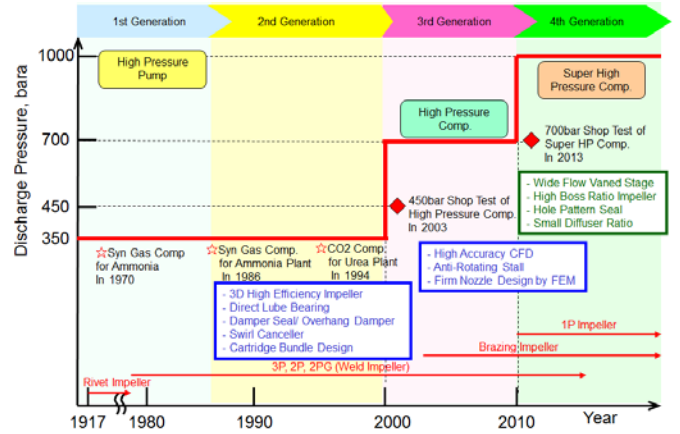 1st Generation
2nd Generation
3rd Generation
4th Generation
Discharge Pressure, bara
1000
700
450
350
High Pressure
Pump
High Pressure
Comp.
Super High
Pressure Comp.
700bar Shop Test of
Super HP Comp.
In 2013
450bar Shop Test of
High Pressure Comp.
In 2003
Syn Gas Comp
for Ammonia
In 1970
Syn Gas Comp.
for Ammonia Plant
In 1986
CO2 Comp.
for Urea Plant
In 1994
- Wide Flow Vaned Stage
- High Boss Ratio Impeller
- Hole Pattern Seal
- Small Diffuser Ratio
- High Accuracy CFD
- Anti-Rotating Stall
- Firm Nozzle Design by FEM
- 3D High Efficiency Impeller
- Direct Lube Bearing
- Damper Seal/ Overhang Damper
- Swirl Canceller
- Cartridge Bundle Design
1P Impeller
Brazing Impeller
3P, 2P, 2PG (Weld Impeller)
Rivet Impeller
1917
1980
1990
2000
2010
Year